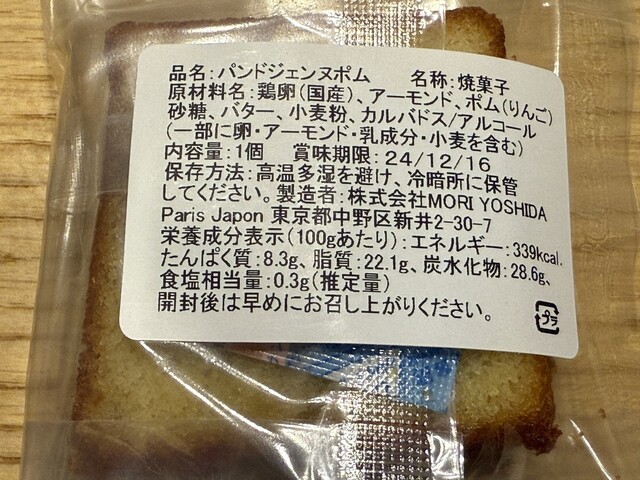 品名:パンドジェンヌポム　名称:焼菓子
原材料名:鶏卵(国産)、アーモンド、ポム(りんご)
砂糖、バター、小麦粉、カルバドス/アルコール
(一部に卵・アーモンド・乳成分・小麦を含む)
内容量:1個　賞味期限: 24/12/16
保存方法:高温多湿を避け、冷暗所に保管
してください。製造者:株式会社MORI YOSHIDA
Paris Japon 東京都中野区新井2-30-7
栄養成分表示(100gあたり):エネルギー:339kcal.
たんぱく質:8.3g、脂質:22.1g、炭水化物:28.6g、
食塩相当量:0.3g(推定量)
開封後は早めにお召し上がりください。
プラ